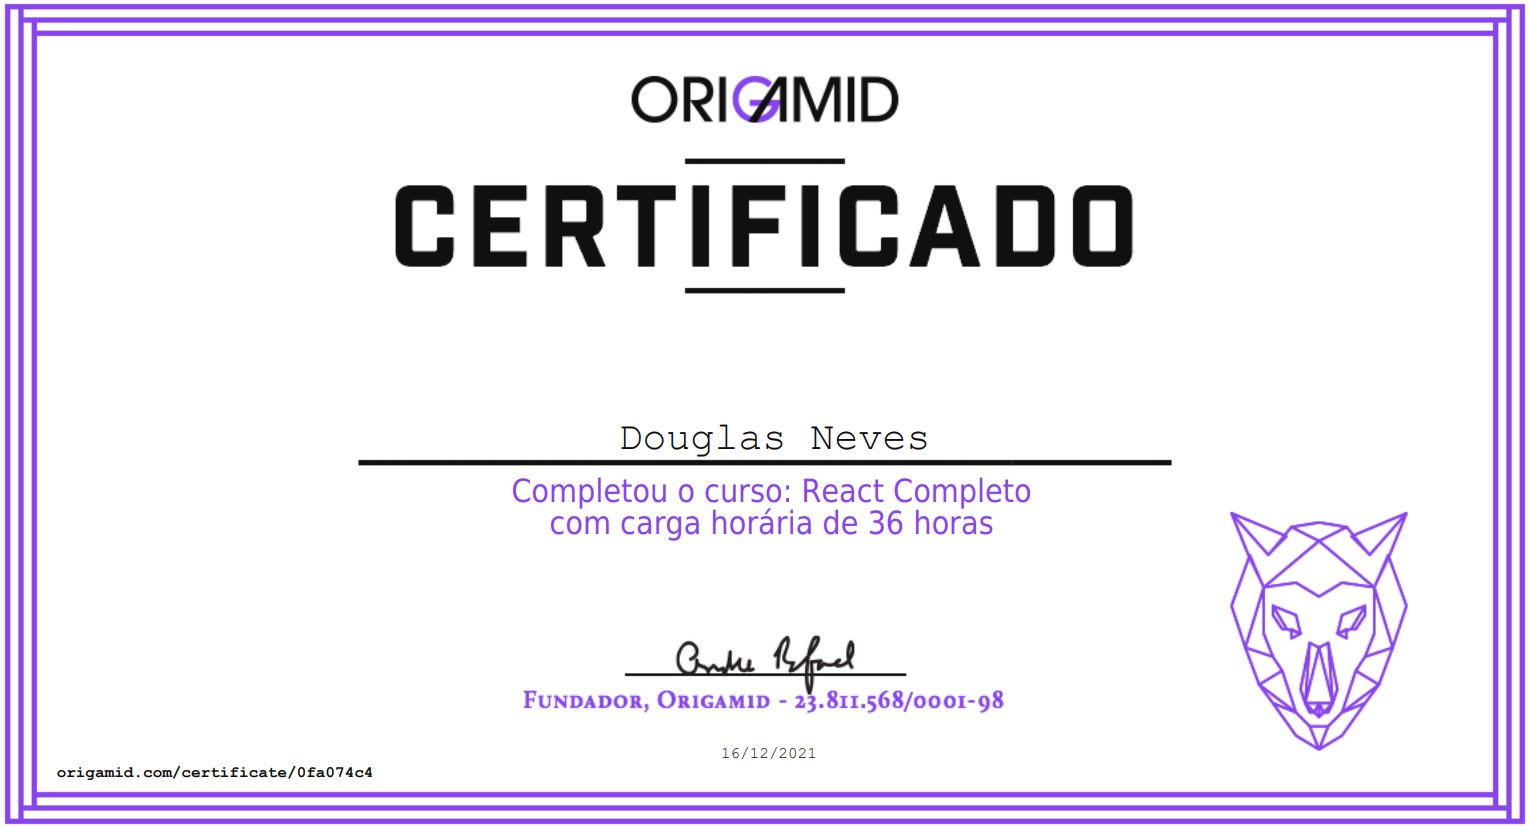 ORIGAMID
CERTIFICADO
Douglas Neves
Completou o curso: React Completo
com carga horária de 36 horas
Andre Rafael
Fundador, Origamid - 23.811.568/0001-98
16/12/2021
origamid.com/certificate/0fa074c4